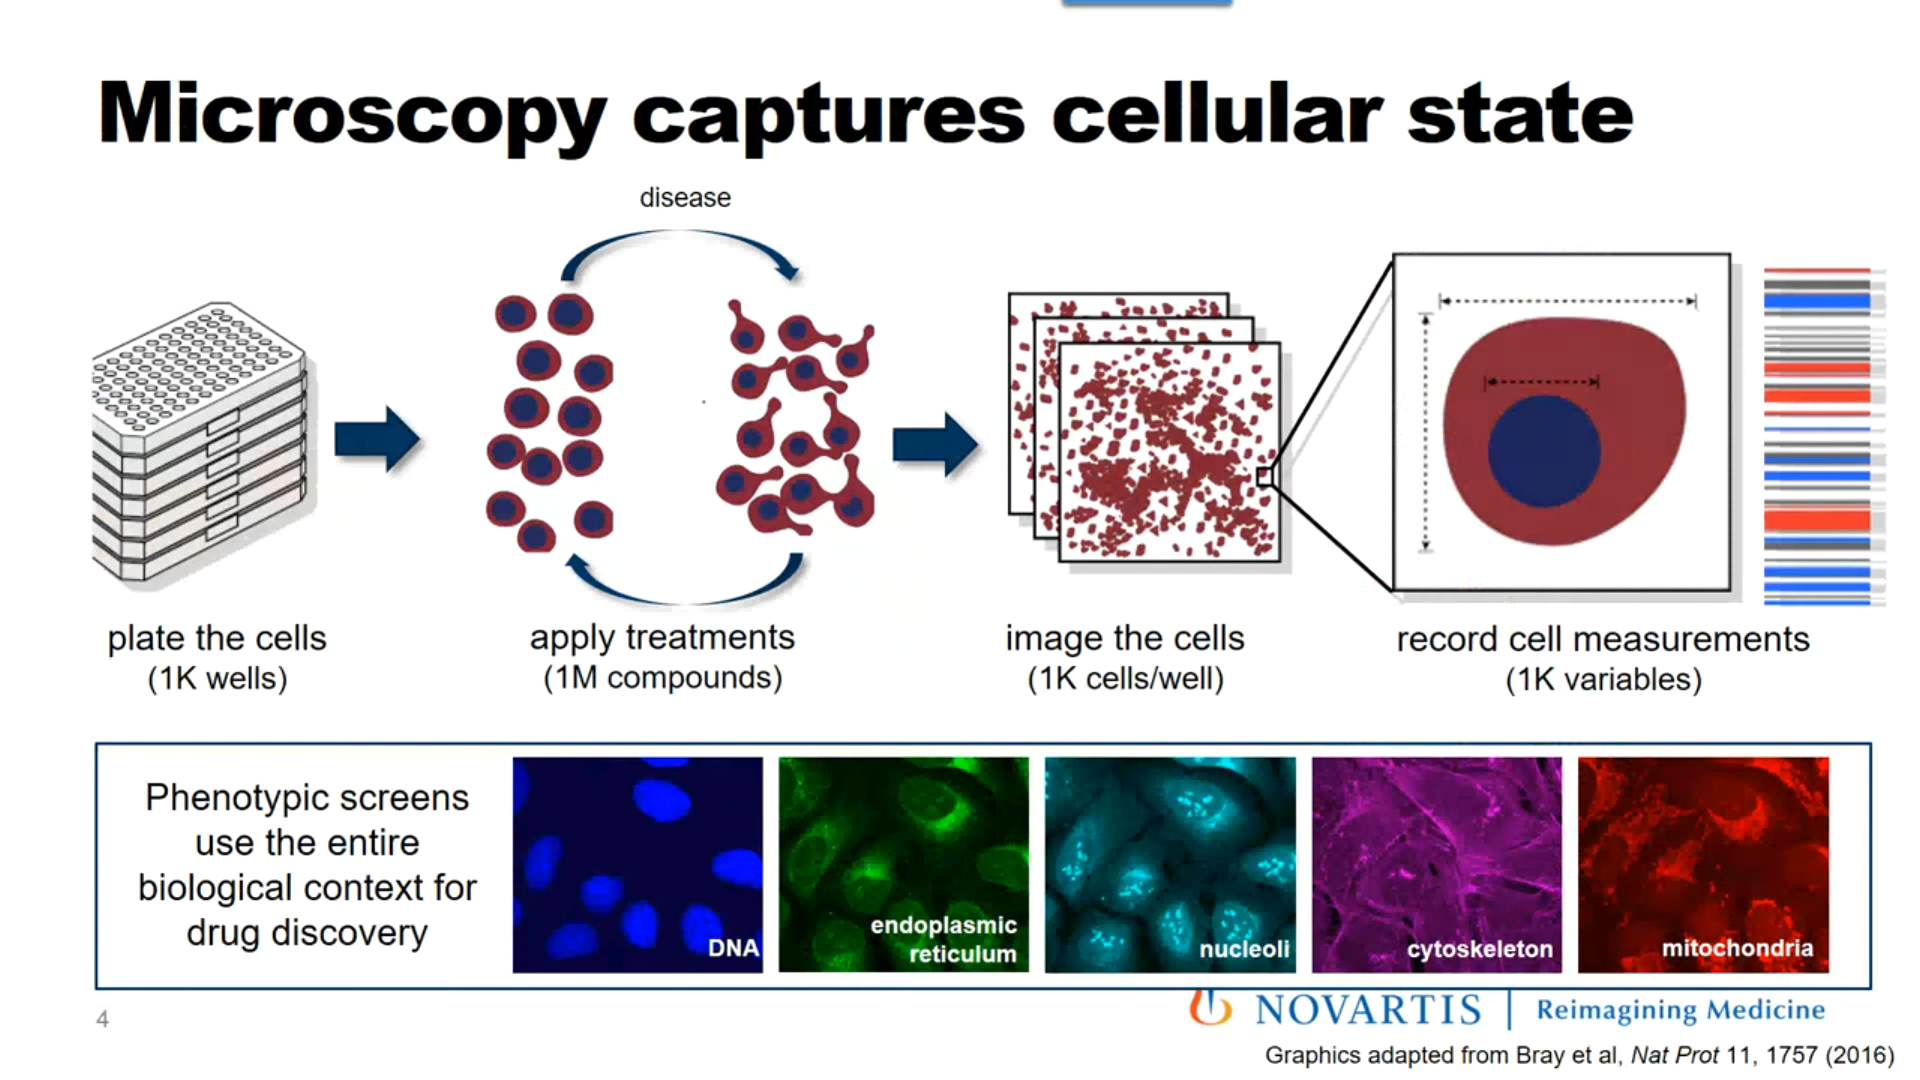 Microscopy captures cellular state
disease
plate the cells
(1K wells)
apply treatments
(1M compounds)
image the cells
(1K cells/well)
record cell measurements
(1K variables)
Phenotypic screens
use the entire
biological context for
drug discovery
DNA
endoplasmic
reticulum
nucleoli
cytoskeleton
mitochondria
4
NOVARTIS | Reimagining Medicine
Graphics adapted from Bray et al, Nat Prot 11, 1757 (2016)